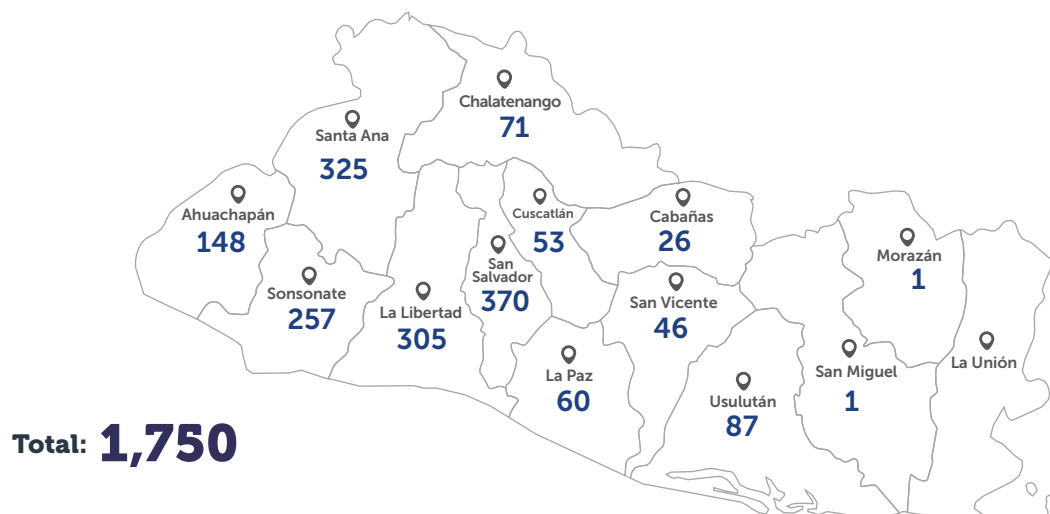 Chalatenango
71
Santa Ana
325
Ahuachapán
148
Cuscatlán
53
Cabañas
26
Morazán
1
Sonsonate
257
La Libertad
305
San
Salvador
370
San Vicente
46
La Unión
La Paz
60
San Miguel
1
Usulután
87
Total: 1,750